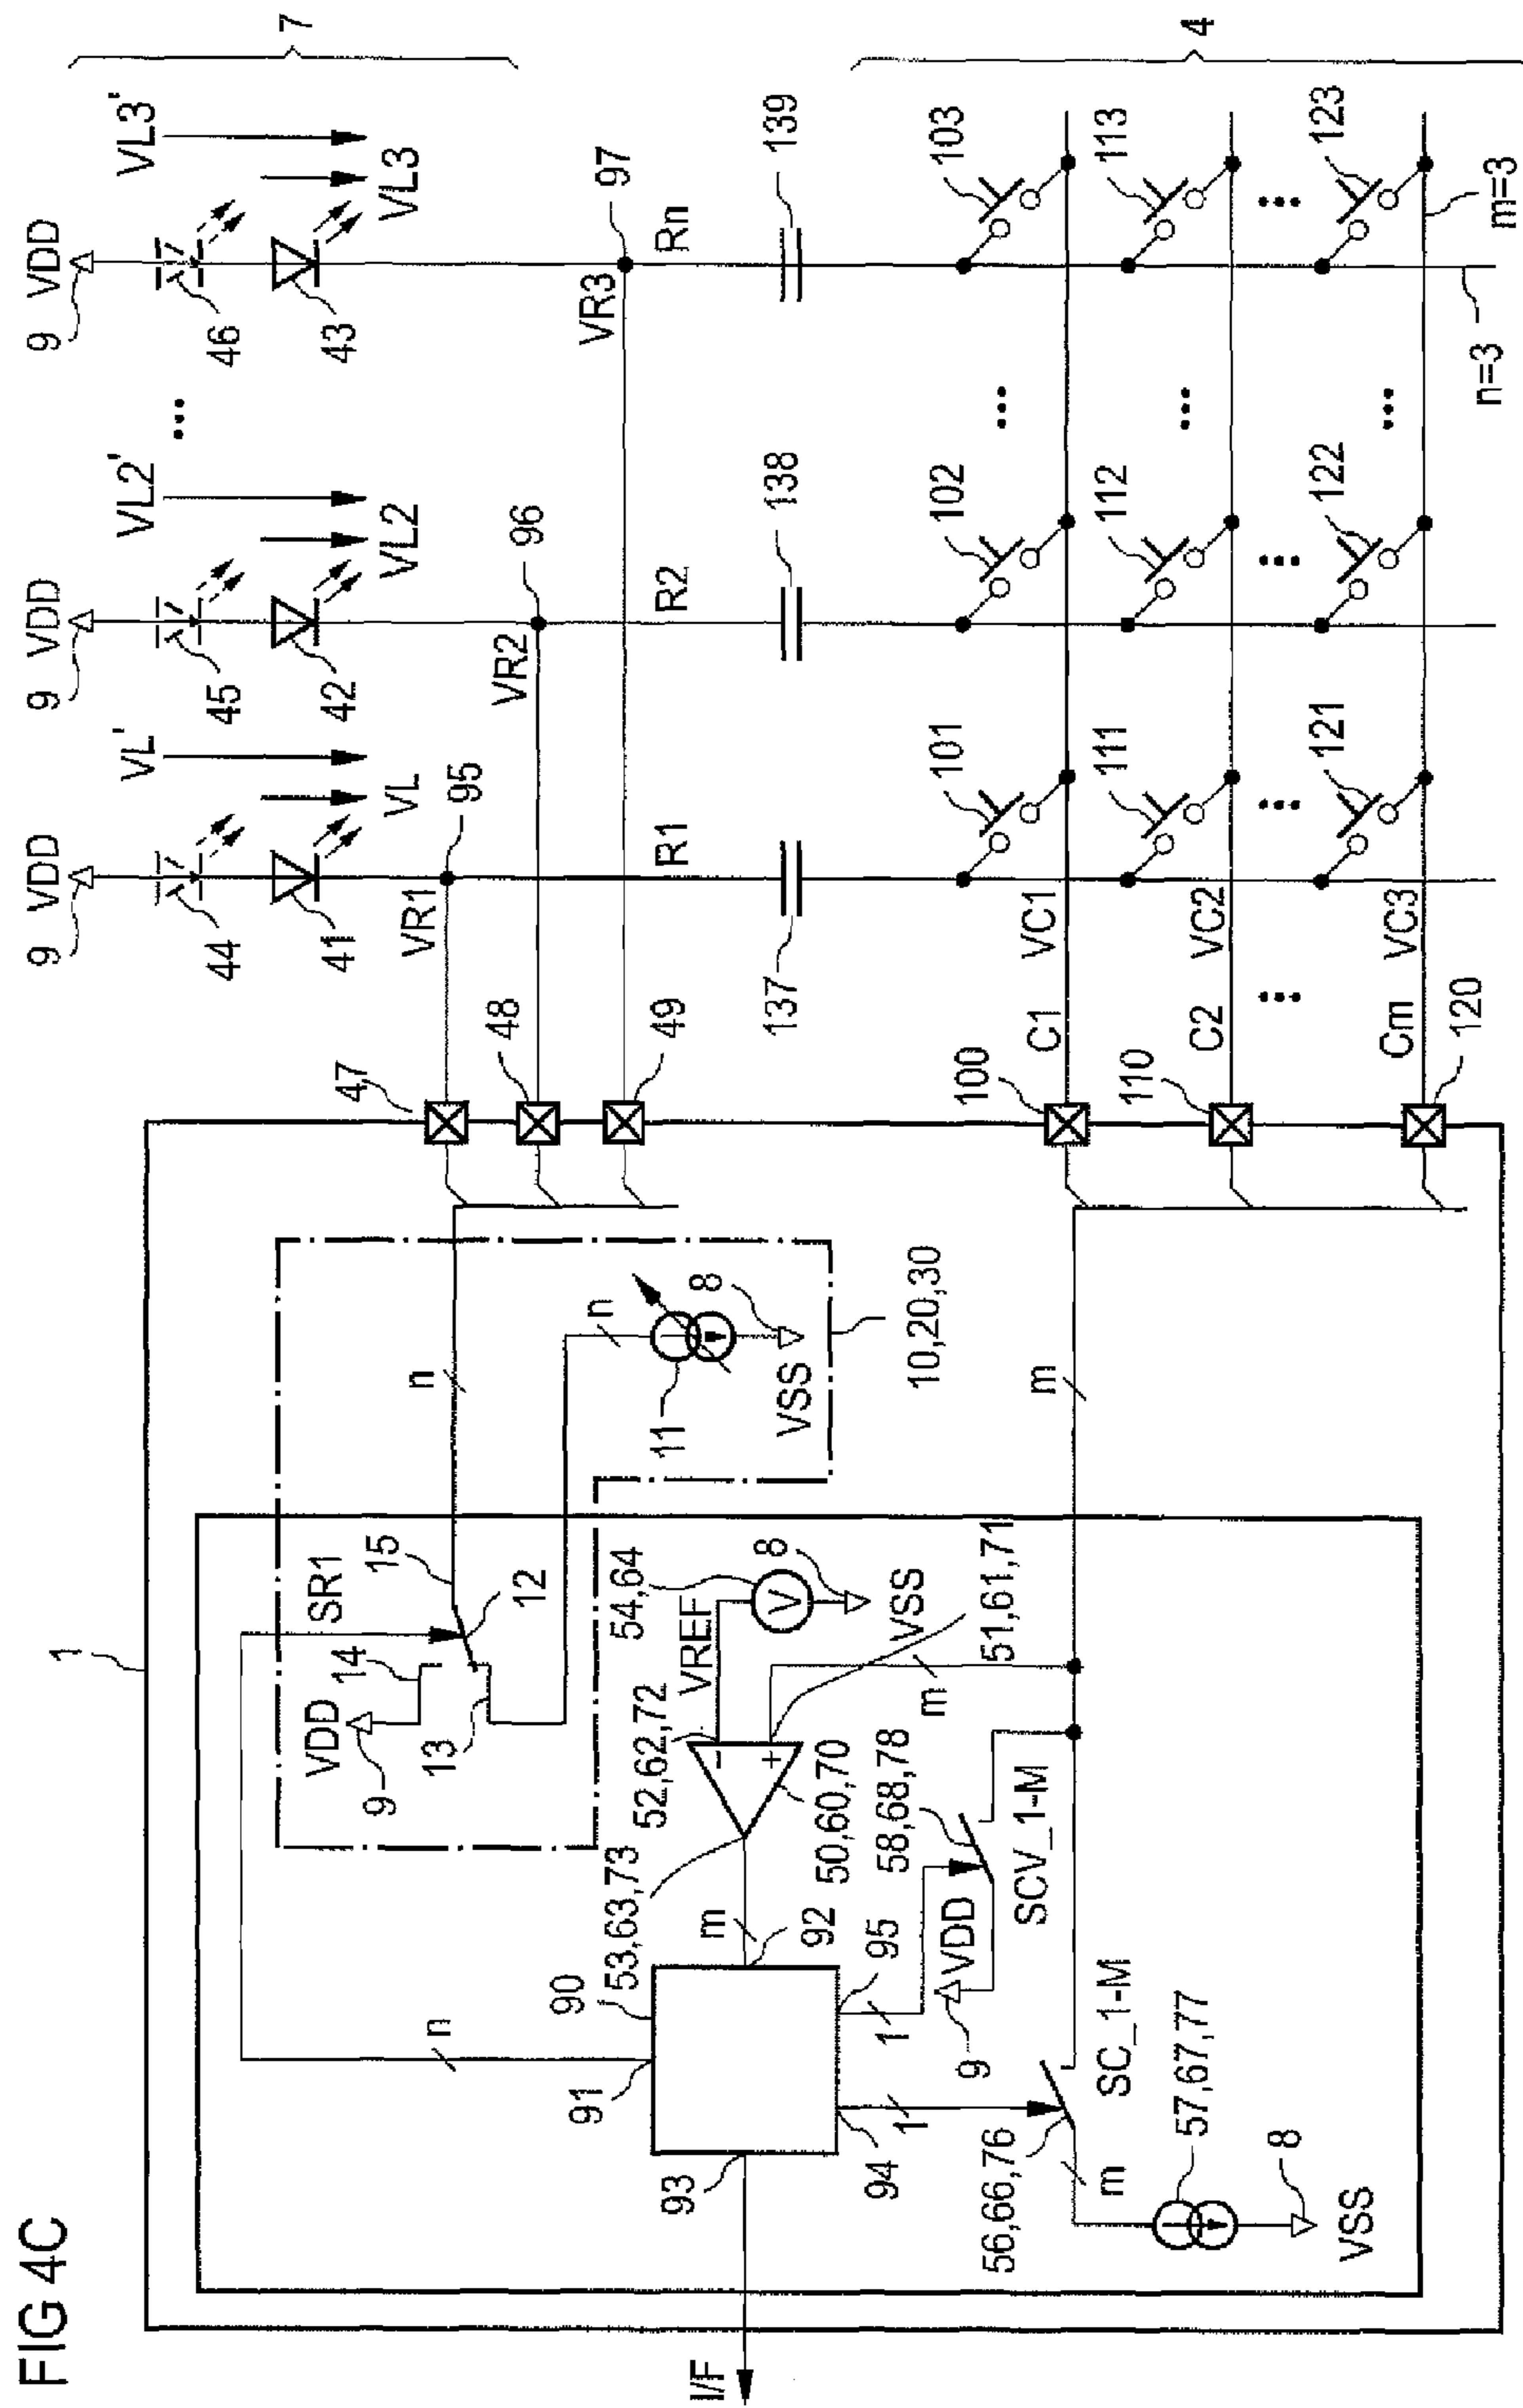 FIG 4C
1
I/F
93
91
90
n
94
1
95
1
92
m
53,63,73
50,60,70
52,62,72
VREF
54,64
8
VSS
51,61,71
m
9
VDD
58,68,78
SCV_1-M
SC_1-M
56,66,76
m
57,67,77
8
VSS
9
VDD
14
13
SR1
15
12
n
11
n
8
VSS
10,20,30
m
47
48
49
100
110
120
9 VDD
44
41
VL'
VL
VR1
95
R1
137
9 VDD
45
42
VL2'
VL2
VR2
96
R2
138
...
9 VDD
46
43
VL3'
VL3
VR3
97
Rn
139
7
C1
VC1
101
102
...
103
C2
VC2
111
112
...
113
...
...
...
...
Cm
VC3
121
122
...
123
n=3
m=3
4